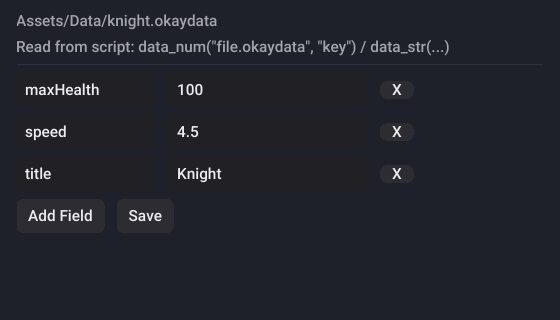 Assets/Data/knight.okaydata
Read from script: data_num("file.okaydata", "key") / data_str(...)
maxHealth 100 X
speed 4.5 X
title Knight X
Add Field Save